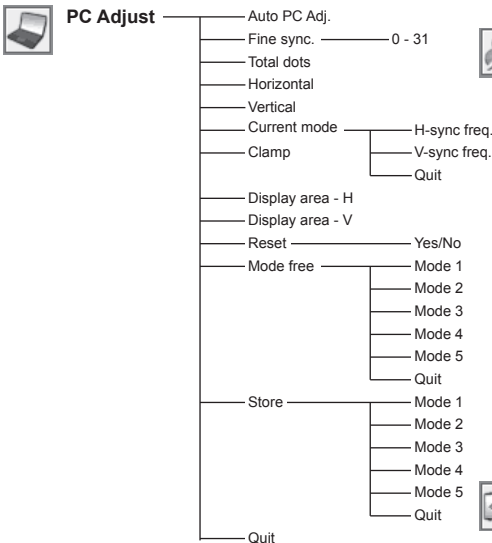 PC Adjust
Auto PC Adj.
Fine sync. 0 - 31
Total dots
Horizontal
Vertical
Current mode H-sync freq.
Clamp V-sync freq.
Quit
Display area - H
Display area - V
Reset Yes/No
Mode free Mode 1
Mode 2
Mode 3
Mode 4
Mode 5
Quit
Store Mode 1
Mode 2
Mode 3
Mode 4
Mode 5
Quit
Quit